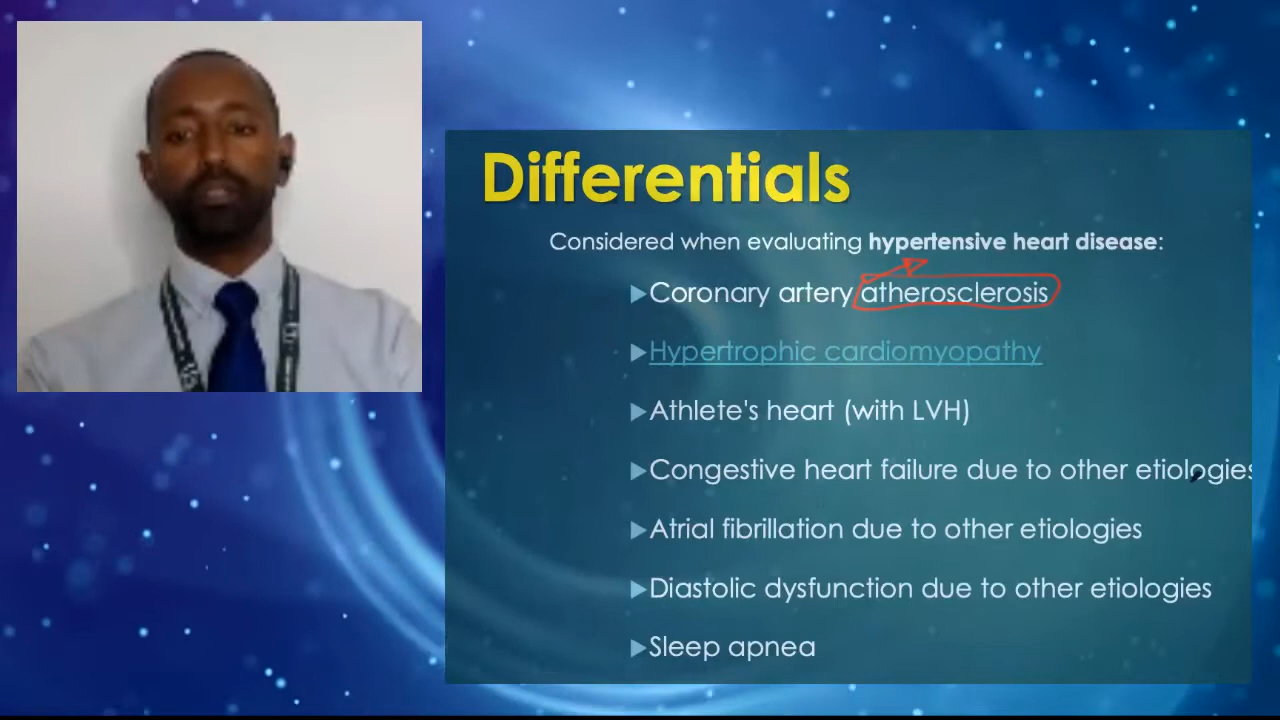 Differentials
Considered when evaluating hypertensive heart disease:
Coronary artery atherosclerosis
Hypertrophic cardiomyopathy
Athlete's heart (with LVH)
Congestive heart failure due to other etiologies
Atrial fibrillation due to other etiologies
Diastolic dysfunction due to other etiologies
Sleep apnea